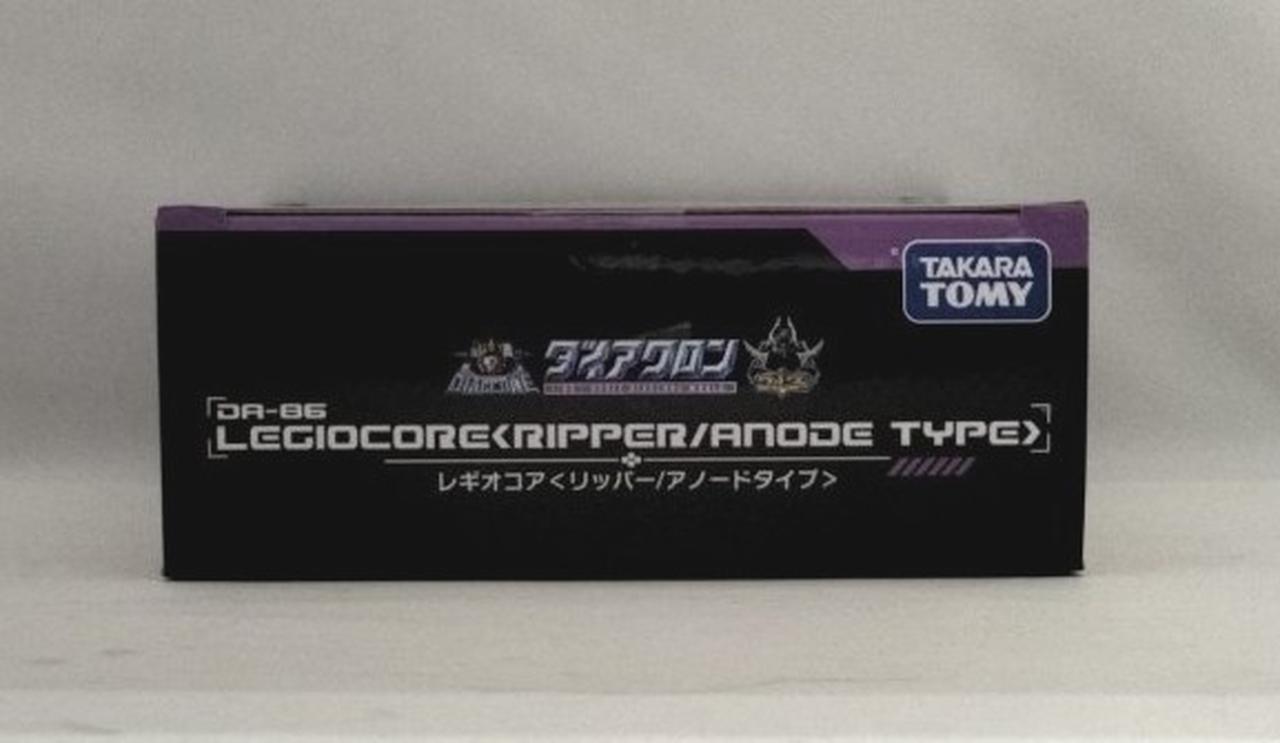 TAKARA
TOMY
ダイアクロン
DA-86
LEGIOCORE<RIPPER/ANODE TYPE>
レギオコア<リッパー/アノードタイプ>